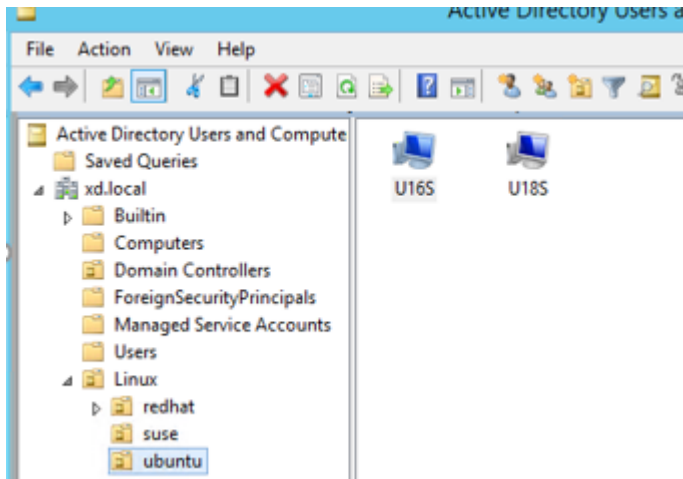 Active Directory Users a
File Action View Help
Active Directory Users and Compute
Saved Queries
xd.local
Builtin
Computers
Domain Controllers
ForeignSecurityPrincipals
Managed Service Accounts
Users
Linux
redhat
suse
ubuntu
U16S U18S